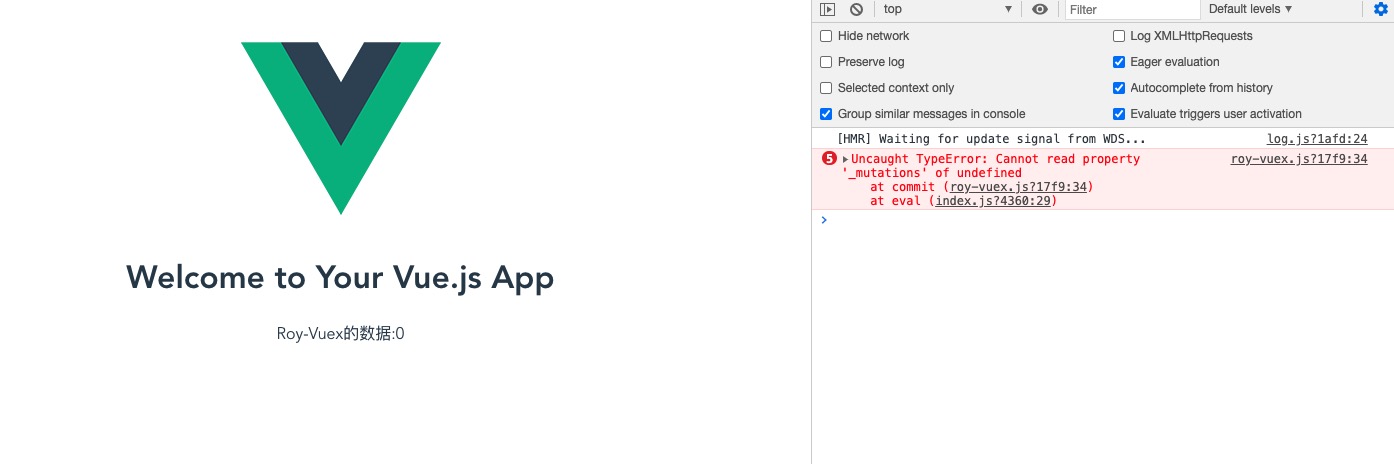 top ▼ Filter Default levels ▼
Hide network Log XMLHttpRequests
Preserve log Eager evaluation
Selected context only Autocomplete from history
Group similar messages in console Evaluate triggers user activation
[HMR] Waiting for update signal from WDS... log.js?1afd:24
5 ▶Uncaught TypeError: Cannot read property roy-vuex.js?17f9:34
'_mutations' of undefined
at commit (roy-vuex.js?17f9:34)
at eval (index.js?4360:29)
>
Welcome to Your Vue.js App
Roy-Vuex的数据:0